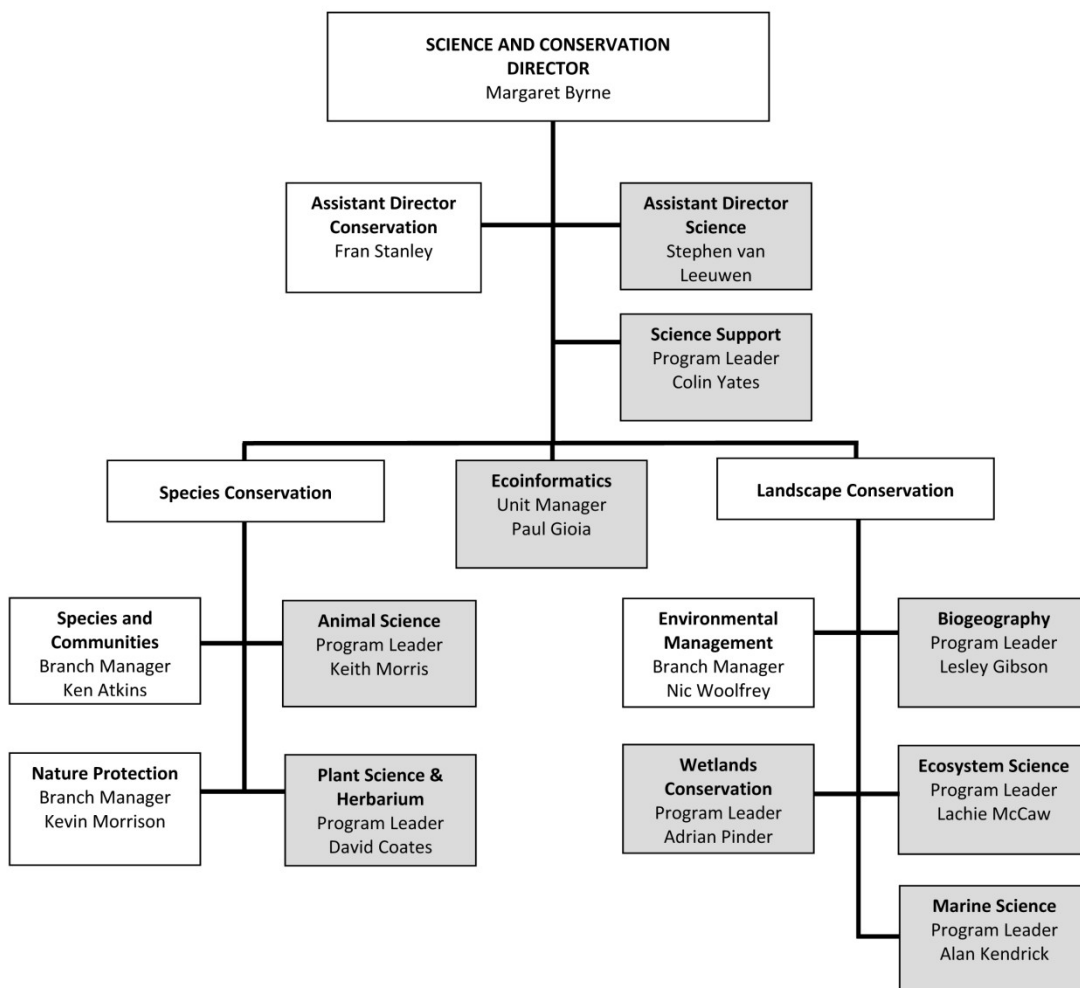 SCIENCE AND CONSERVATION
DIRECTOR
Margaret Byrne
Assistant Director
Conservation
Fran Stanley
Assistant Director
Science
Stephen van
Leeuwen
Science Support
Program Leader
Colin Yates
Species Conservation
Ecoinformatics
Unit Manager
Paul Gioia
Landscape Conservation
Species and
Communities
Branch Manager
Ken Atkins
Animal Science
Program Leader
Keith Morris
Environmental
Management
Branch Manager
Nic Woolfrey
Biogeography
Program Leader
Lesley Gibson
Nature Protection
Branch Manager
Kevin Morrison
Plant Science &
Herbarium
Program Leader
David Coates
Wetlands
Conservation
Program Leader
Adrian Pinder
Ecosystem Science
Program Leader
Lachie McCaw
Marine Science
Program Leader
Alan Kendrick